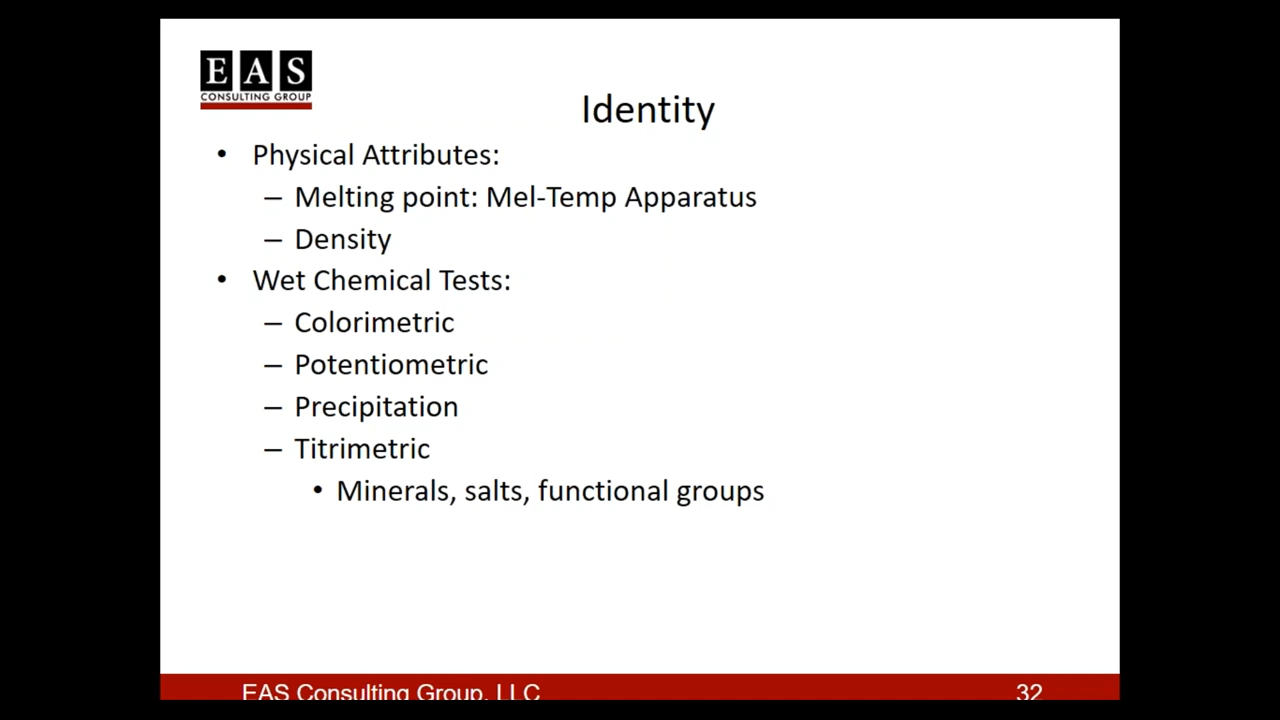 E A S
CONSULTING GROUP
Identity
• Physical Attributes:
– Melting point: Mel-Temp Apparatus
– Density
• Wet Chemical Tests:
– Colorimetric
– Potentiometric
– Precipitation
– Titrimetric
• Minerals, salts, functional groups
EAS Consulting Group, LLC
32